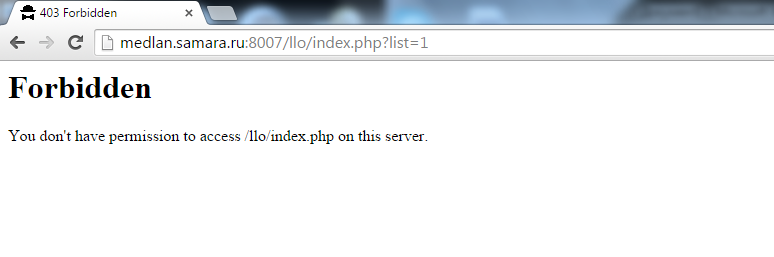 403 Forbidden
medlan.samara.ru:8007/llo/index.php?list=1
Forbidden
You don't have permission to access /llo/index.php on this server.